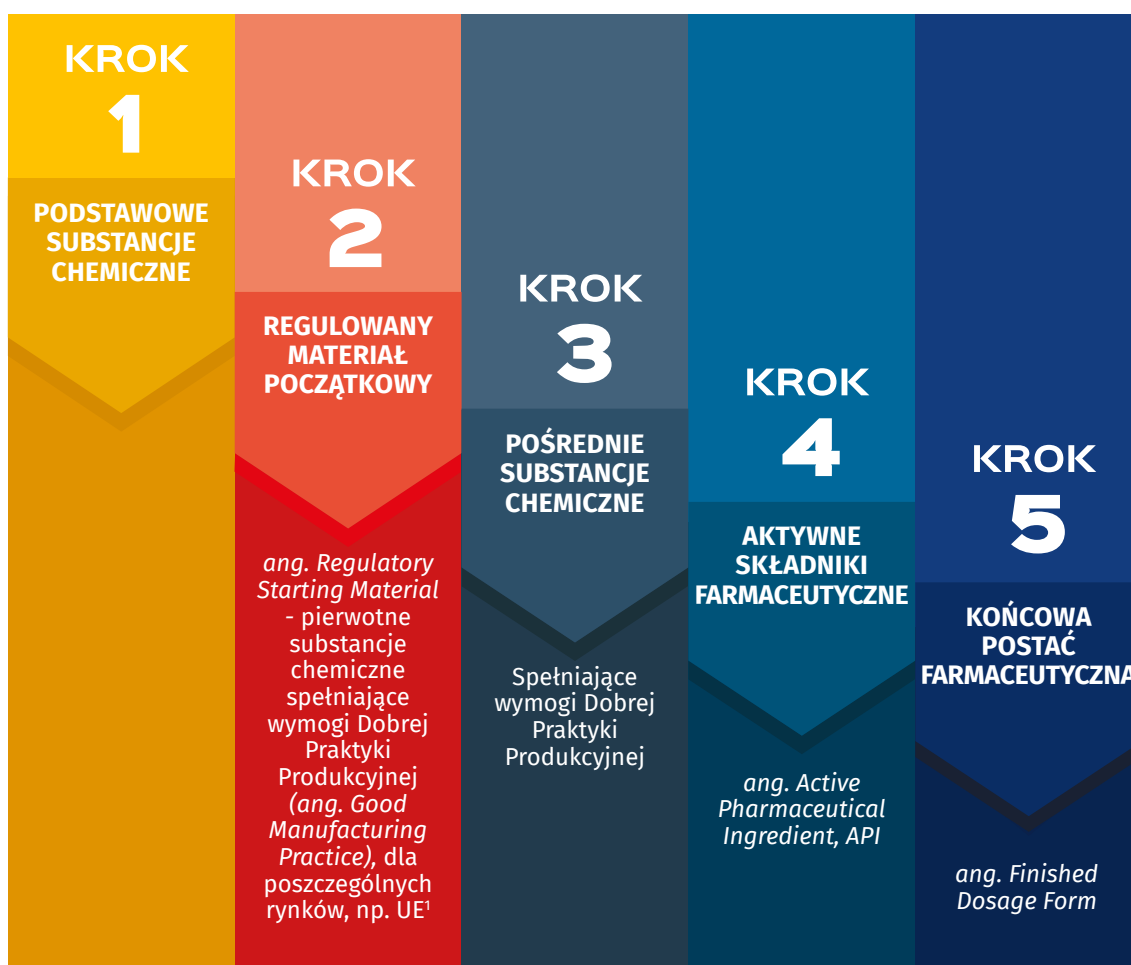 KROK
1
PODSTAWOWE
SUBSTANCJE
CHEMICZNE
KROK
2
REGULOWANY
MATERIAŁ
POCZĄTKOWY
ang. Regulatory
Starting Material
- pierwotne
substancje
chemiczne
spełniające
wymogi Dobrej
Praktyki
Produkcyjnej
(ang. Good
Manufacturing
Practice), dla
poszczególnych
rynków, np. UE¹
KROK
3
POŚREDNIE
SUBSTANCJE
CHEMICZNE
Spełniające
wymogi Dobrej
Praktyki
Produkcyjnej
KROK
4
AKTYWNE
SKŁADNIKI
FARMACEUTYCZNE
ang. Active
Pharmaceutical
Ingredient, API
KROK
5
KOŃCOWA
POSTAĆ
FARMACEUTYCZNA
ang. Finished
Dosage Form